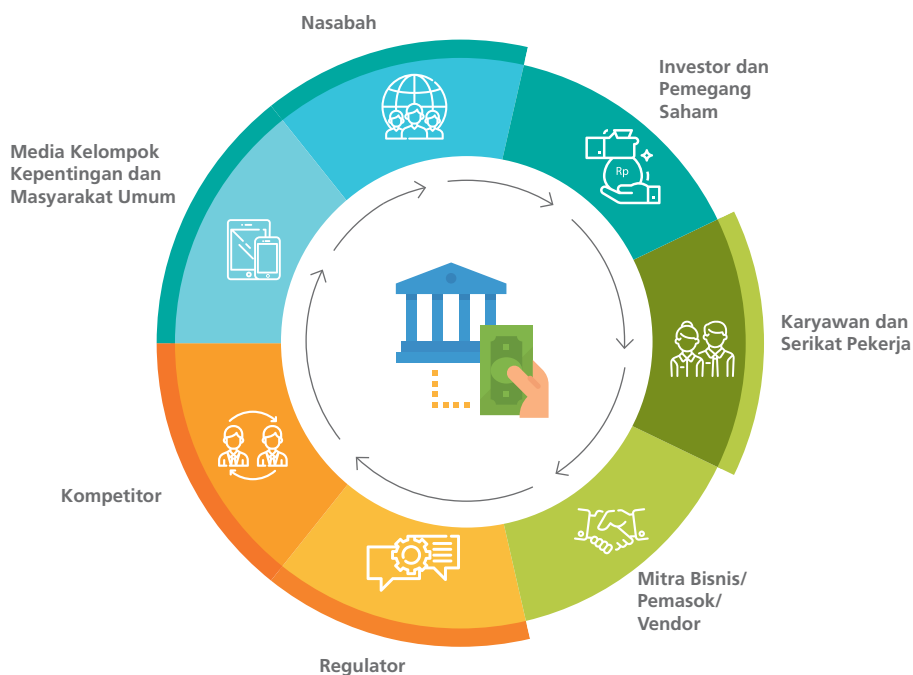 Nasabah
Investor dan
Pemegang
Saham
Rp
Karyawan dan
Serikat Pekerja
Mitra Bisnis/
Pemasok/
Vendor
Regulator
Kompetitor
Media Kelompok
Kepentingan dan
Masyarakat Umum